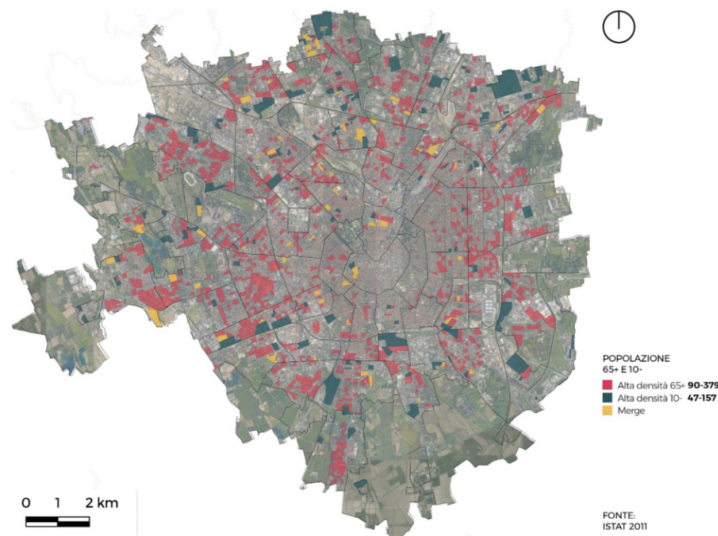 POPOLAZIONE
65+ E 10-
Alta densità 65+ 90-379
Alta densità 10- 47-157
Merge
0 1 2 km
FONTE:
ISTAT 2011